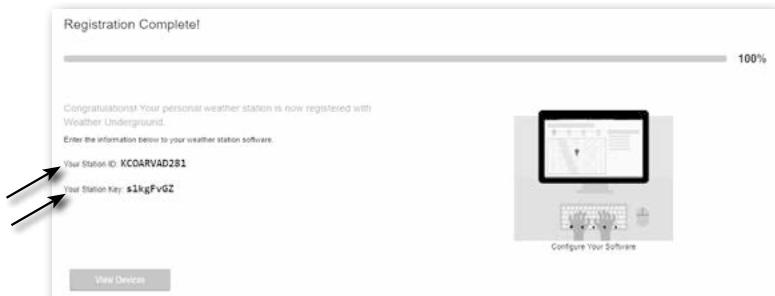 Registration Complete!
100%
Congratulations! Your personal weather station is now registered with
Weather Underground.
Enter the information below to your weather station software.
Your Station ID: KCOARVAD281
Your Station Key: s1kgFvGZ
Configure Your Software
View Devices